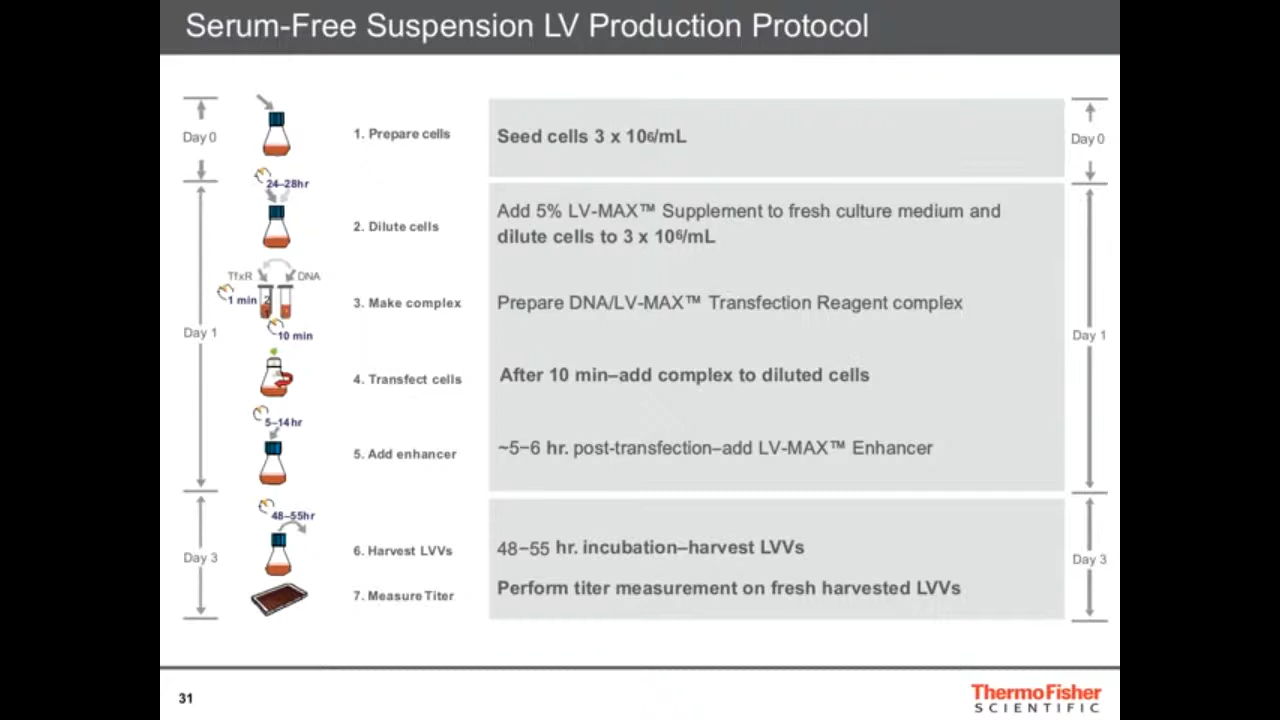 Serum-Free Suspension LV Production Protocol
Day 0
1. Prepare cells
Seed cells 3 x 10⁶/mL
Day 0
24–28hr
2. Dilute cells
Add 5% LV-MAX™ Supplement to fresh culture medium and
dilute cells to 3 x 10⁶/mL
TfxR
DNA
1 min
2
10 min
3. Make complex
Prepare DNA/LV-MAX™ Transfection Reagent complex
Day 1
Day 1
4. Transfect cells
After 10 min–add complex to diluted cells
5–14hr
5. Add enhancer
~5–6 hr. post-transfection–add LV-MAX™ Enhancer
48–55hr
Day 3
6. Harvest LVVs
48–55 hr. incubation–harvest LVVs
Day 3
7. Measure Titer
Perform titer measurement on fresh harvested LVVs
31
ThermoFisher
SCIENTIFIC